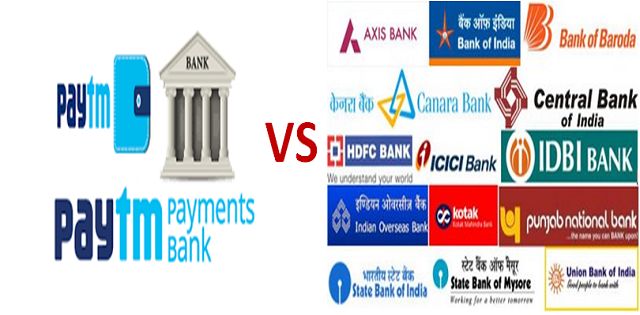 paytm
BANK
paytm payments
Bank
VS
AXIS BANK
बैंक ऑफ़ इंडिया
Bank of India
Bank of Baroda
केनरा बैंक Canara Bank
Central Bank
of India
HDFC BANK
We understand your world
ICICI Bank
IDBI BANK
इण्डियन ओवरसीज़ बैंक
Indian Overseas Bank
kotak
Kotak Mahindra Bank
punjab national bank
...the name you can BANK upon!
भारतीय स्टेट बैंक
State Bank of India
स्टेट बैंक ऑफ मैसूर
State Bank of Mysore
Working for a better tomorrow
Union Bank of India
Good people to bank with